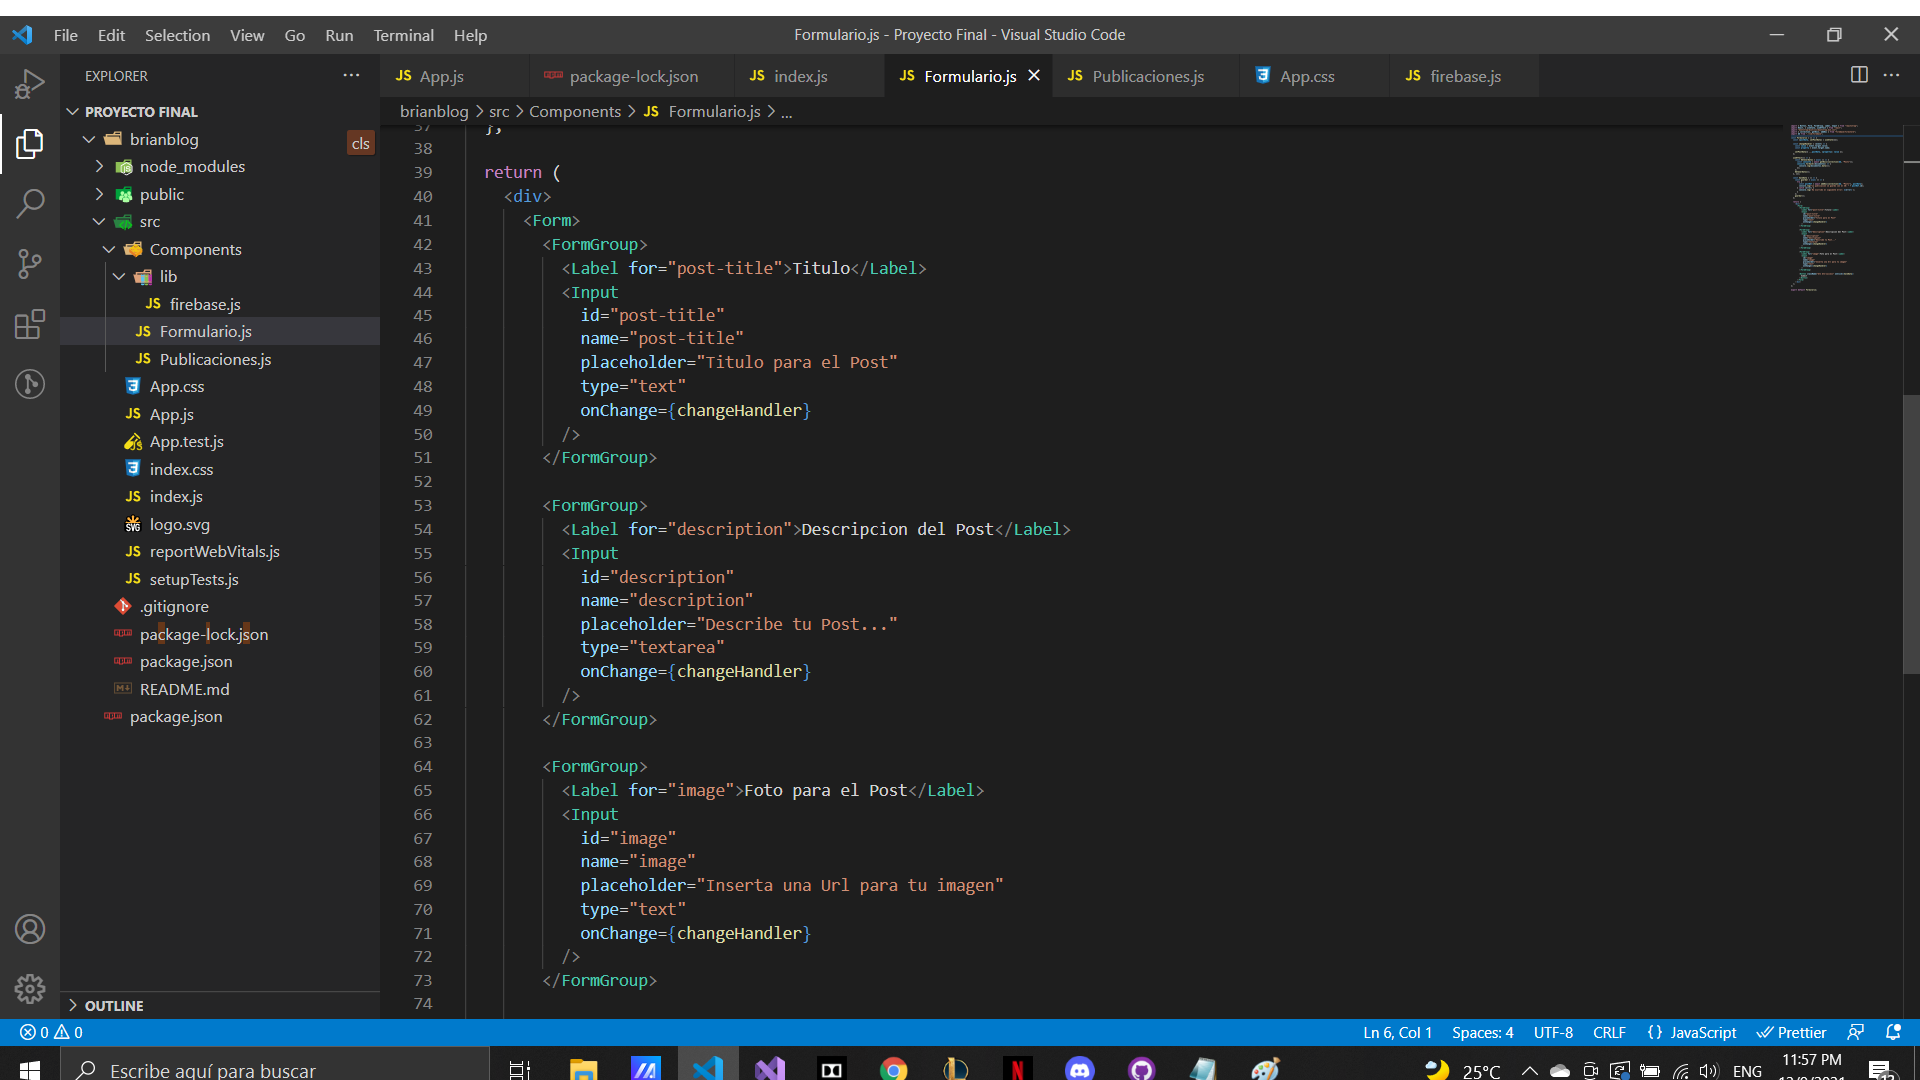 File Edit Selection View Go Run Terminal Help
Formulario.js - Proyecto Final - Visual Studio Code
EXPLORER
PROYECTO FINAL
brianblog
cls
node_modules
public
src
Components
lib
JS firebase.js
JS Formulario.js
JS Publicaciones.js
App.css
JS App.js
App.test.js
index.css
JS index.js
SVG logo.svg
JS reportWebVitals.js
JS setupTests.js
.gitignore
package-lock.json
package.json
README.md
package.json
OUTLINE
JS App.js package-lock.json JS index.js JS Formulario.js JS Publicaciones.js App.css JS firebase.js
brianblog > src > Components > JS Formulario.js > ...
37 };
38
39 return (
40 <div>
41 <Form>
42 <FormGroup>
43 <Label for="post-title">Titulo</Label>
44 <Input
45 id="post-title"
46 name="post-title"
47 placeholder="Titulo para el Post"
48 type="text"
49 onChange={changeHandler}
50 />
51 </FormGroup>
52
53 <FormGroup>
54 <Label for="description">Descripcion del Post</Label>
55 <Input
56 id="description"
57 name="description"
58 placeholder="Describe tu Post..."
59 type="textarea"
60 onChange={changeHandler}
61 />
62 </FormGroup>
63
64 <FormGroup>
65 <Label for="image">Foto para el Post</Label>
66 <Input
67 id="image"
68 name="image"
69 placeholder="Inserta una Url para tu imagen"
70 type="text"
71 onChange={changeHandler}
72 />
73 </FormGroup>
74
0 0
Ln 6, Col 1 Spaces: 4 UTF-8 CRLF {} JavaScript Prettier
Escribe aquí para buscar
25°C ENG
11:57 PM